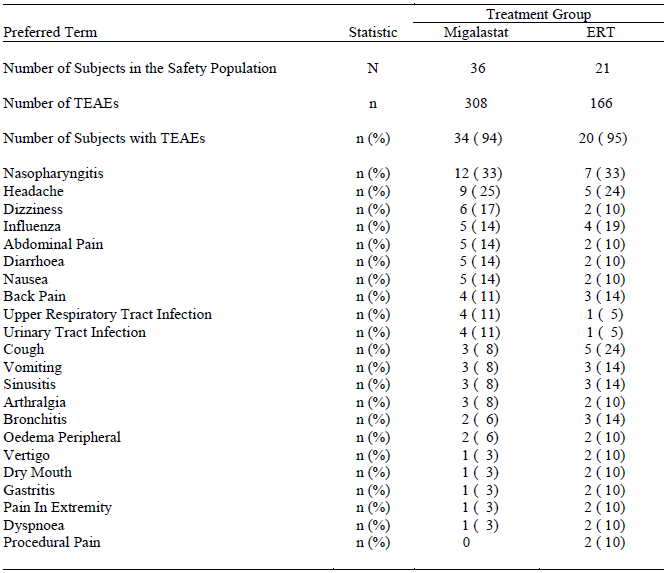 Treatment Group
Preferred Term Statistic Migalastat ERT
Number of Subjects in the Safety Population N 36 21
Number of TEAEs n 308 166
Number of Subjects with TEAEs n (%) 34 ( 94) 20 ( 95)
Nasopharyngitis n (%) 12 ( 33) 7 ( 33)
Headache n (%) 9 ( 25) 5 ( 24)
Dizziness n (%) 6 ( 17) 2 ( 10)
Influenza n (%) 5 ( 14) 4 ( 19)
Abdominal Pain n (%) 5 ( 14) 2 ( 10)
Diarrhoea n (%) 5 ( 14) 2 ( 10)
Nausea n (%) 5 ( 14) 2 ( 10)
Back Pain n (%) 4 ( 11) 3 ( 14)
Upper Respiratory Tract Infection n (%) 4 ( 11) 1 ( 5)
Urinary Tract Infection n (%) 4 ( 11) 1 ( 5)
Cough n (%) 3 ( 8) 5 ( 24)
Vomiting n (%) 3 ( 8) 3 ( 14)
Sinusitis n (%) 3 ( 8) 3 ( 14)
Arthralgia n (%) 3 ( 8) 2 ( 10)
Bronchitis n (%) 2 ( 6) 3 ( 14)
Oedema Peripheral n (%) 2 ( 6) 2 ( 10)
Vertigo n (%) 1 ( 3) 2 ( 10)
Dry Mouth n (%) 1 ( 3) 2 ( 10)
Gastritis n (%) 1 ( 3) 2 ( 10)
Pain In Extremity n (%) 1 ( 3) 2 ( 10)
Dyspnoea n (%) 1 ( 3) 2 ( 10)
Procedural Pain n (%) 0 2 ( 10)